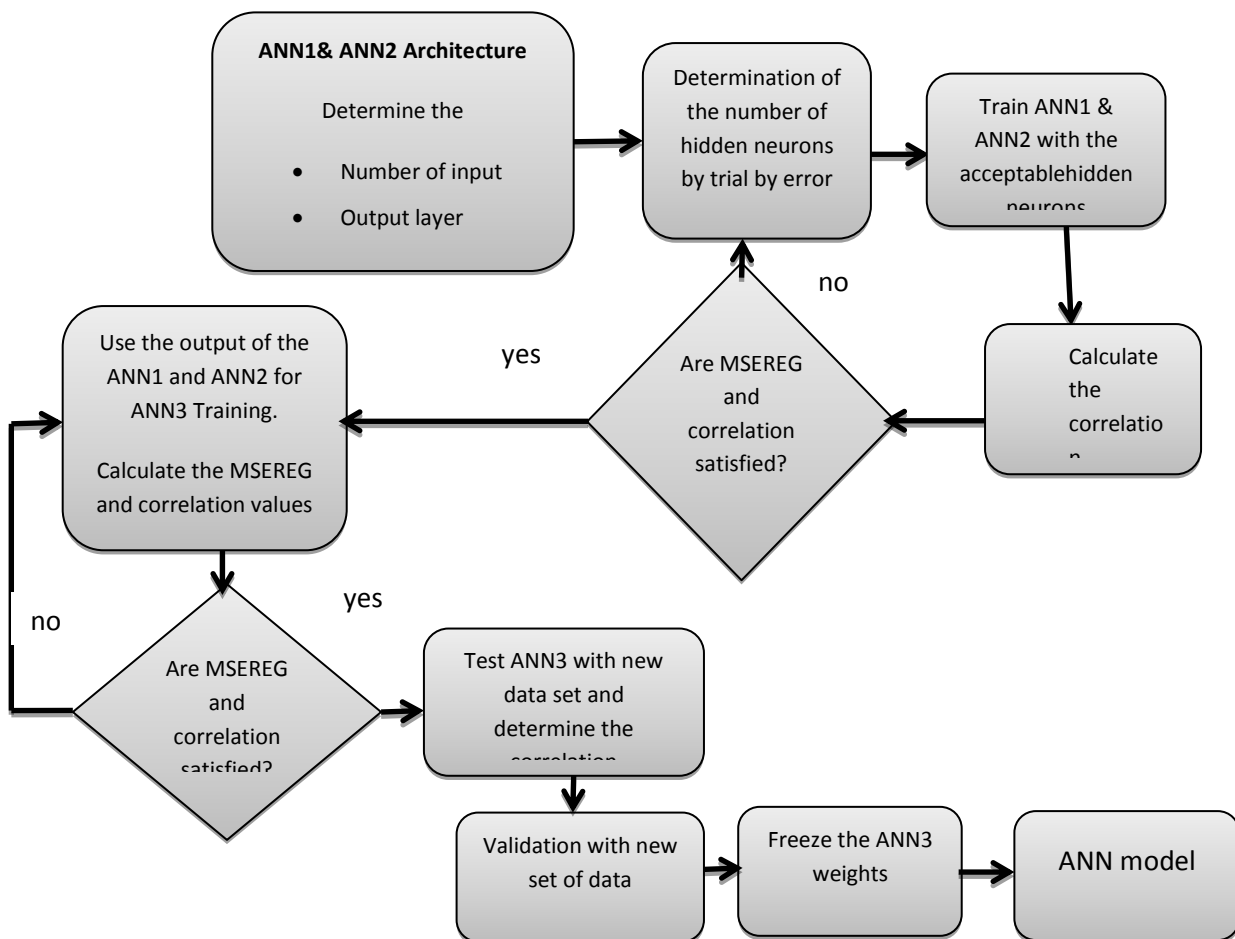 ANN1& ANN2 Architecture
Determine the
• Number of input
• Output layer
Determination of
the number of
hidden neurons
by trial by error
Train ANN1 &
ANN2 with the
acceptablehidden
neurons
Calculate
the
correlatio
n
Are MSEREG
and
correlation
satisfied?
no
yes
Use the output of the
ANN1 and ANN2 for
ANN3 Training.
Calculate the MSEREG
and correlation values
Are MSEREG
and
correlation
satisfied?
no
yes
Test ANN3 with new
data set and
determine the
correlation
Validation with new
set of data
Freeze the ANN3
weights
ANN model